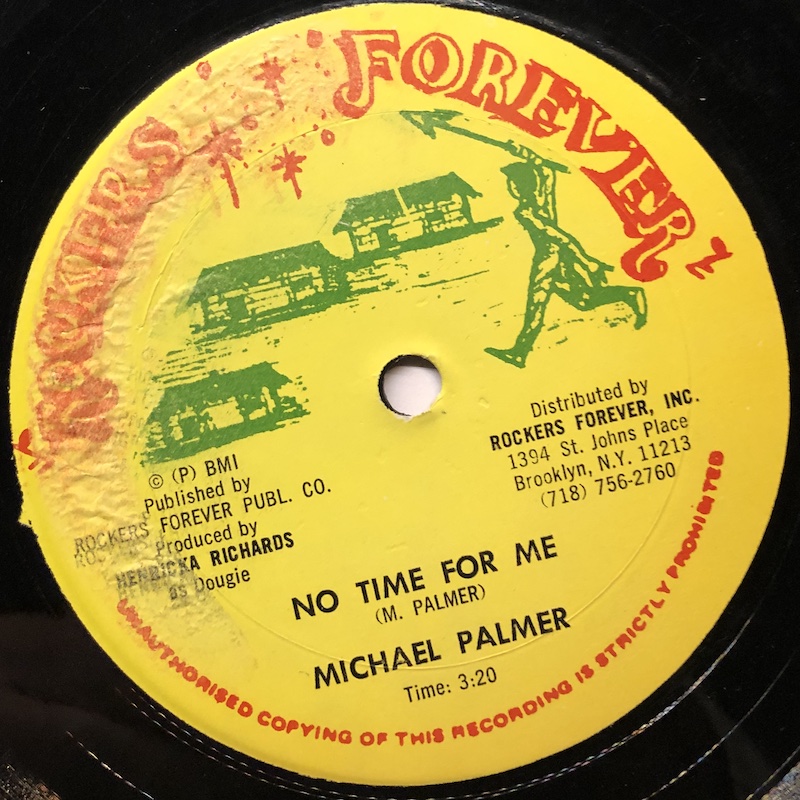 ROCKERS FOREVER
© (P) BMI
Published by
ROCKERS FOREVER PUBL. CO.
Produced by
HENRICKA RICHARDS
as Dougie
Distributed by
ROCKERS FOREVER, INC.
1394 St. Johns Place
Brooklyn, N.Y. 11213
(718) 756-2760
NO TIME FOR ME
(M. PALMER)
MICHAEL PALMER
Time: 3:20
UNAUTHORISED COPYING OF THIS RECORDING IS STRICTLY PROHIBITED